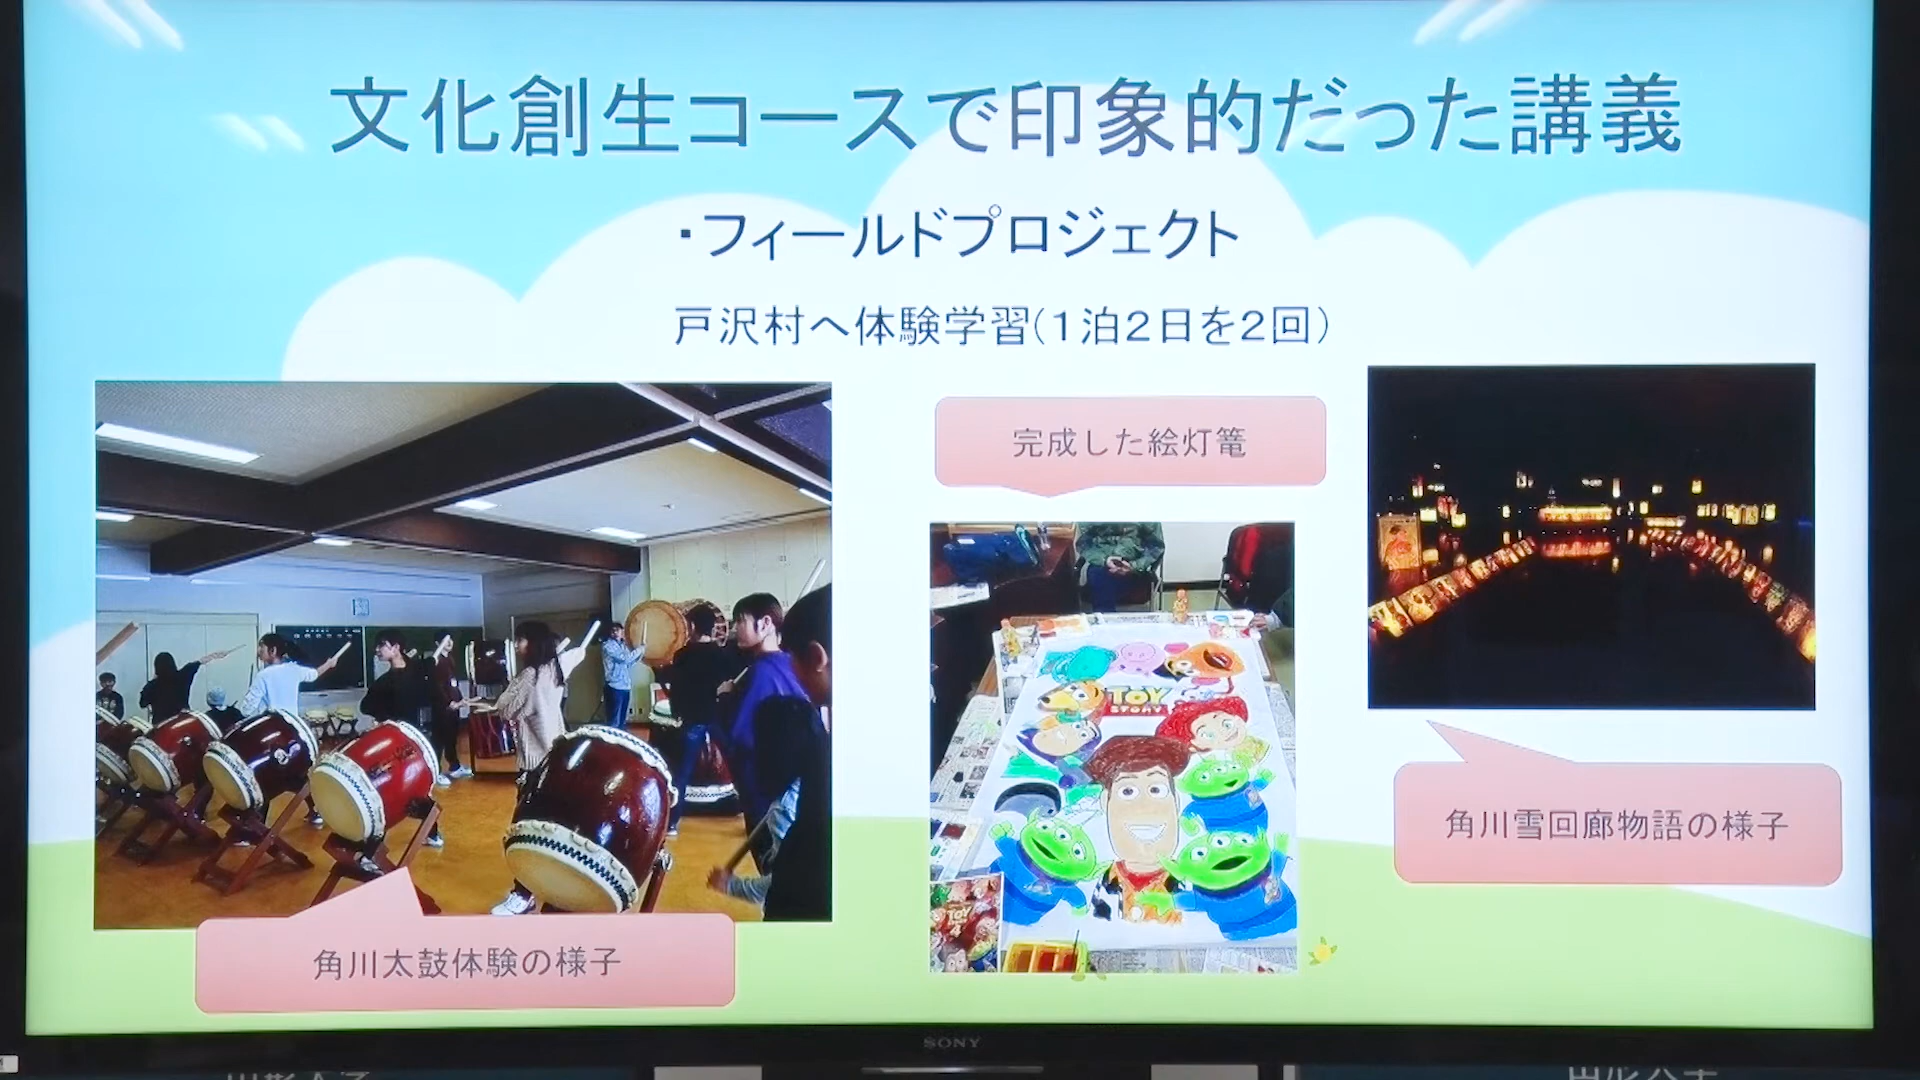 文化創生コースで印象的だった講義
・フィールドプロジェクト
戸沢村へ体験学習(1泊2日を2回)
完成した絵灯篭
TOY
STORY
角川雪回廊物語の様子
角川太鼓体験の様子
SONY